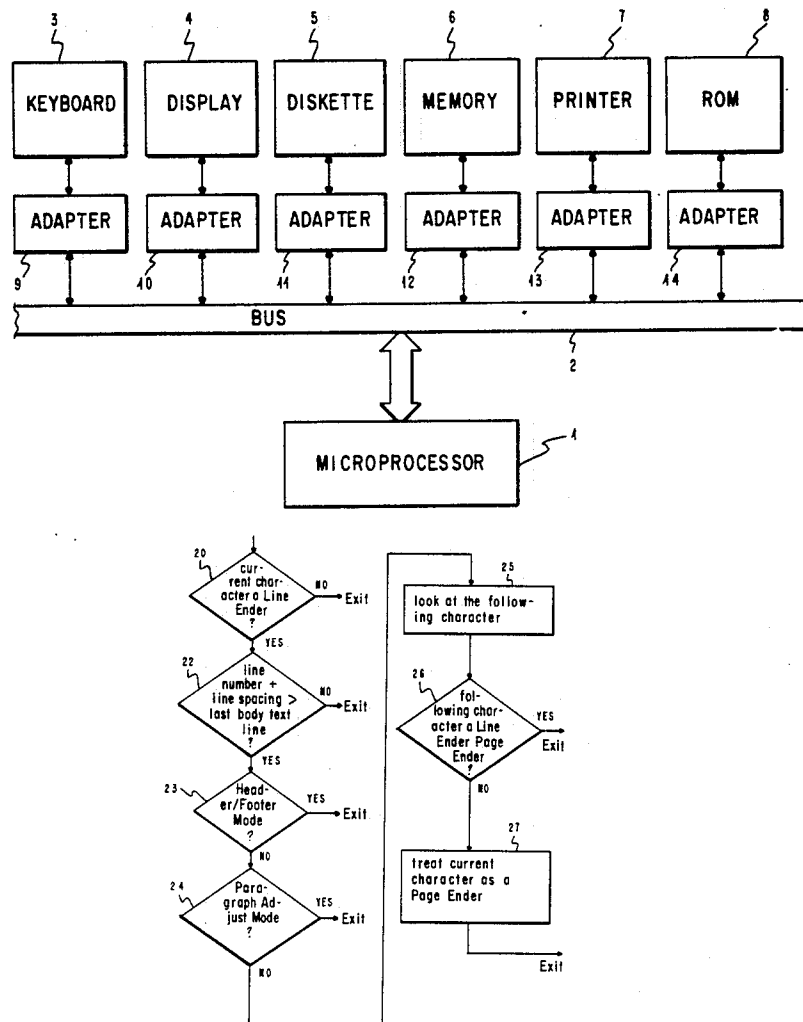 3 4 5 6 7 8
KEYBOARD DISPLAY DISKETTE MEMORY PRINTER ROM
ADAPTER ADAPTER ADAPTER ADAPTER ADAPTER ADAPTER
9 10 11 12 13 14
BUS
2
1
MICROPROCESSOR
20
cur-
rent char-
acter a Line
Ender
?
NO
Exit
YES
22
line
number +
line spacing >
last body text
line
?
NO
Exit
YES
23
Head-
er/Footer
Mode
?
YES
Exit
NO
24
Para-
graph Ad-
just Mode
?
YES
Exit
NO
25
look at the follow-
ing character
26
fol-
lowing char-
acter a Line
Ender Page
Ender
?
YES
Exit
NO
27
treat current
character as a
Page Ender
Exit